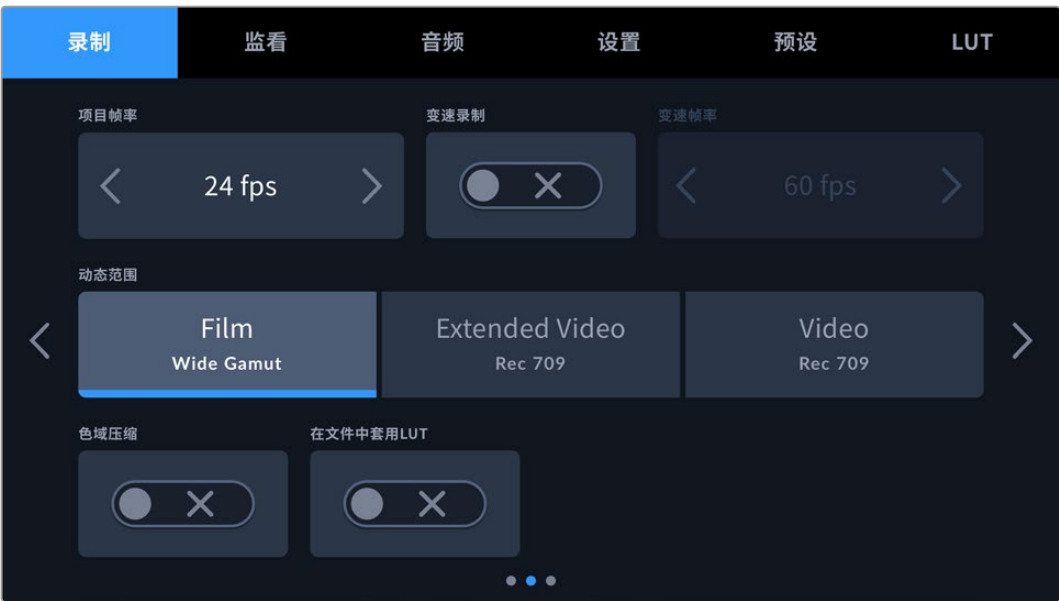 录制 监看 音频 设置 预设 LUT
项目帧率 变速录制 变速帧率
24 fps 60 fps
动态范围
Film Extended Video Video
Wide Gamut Rec 709 Rec 709
色域压缩 在文件中套用LUT